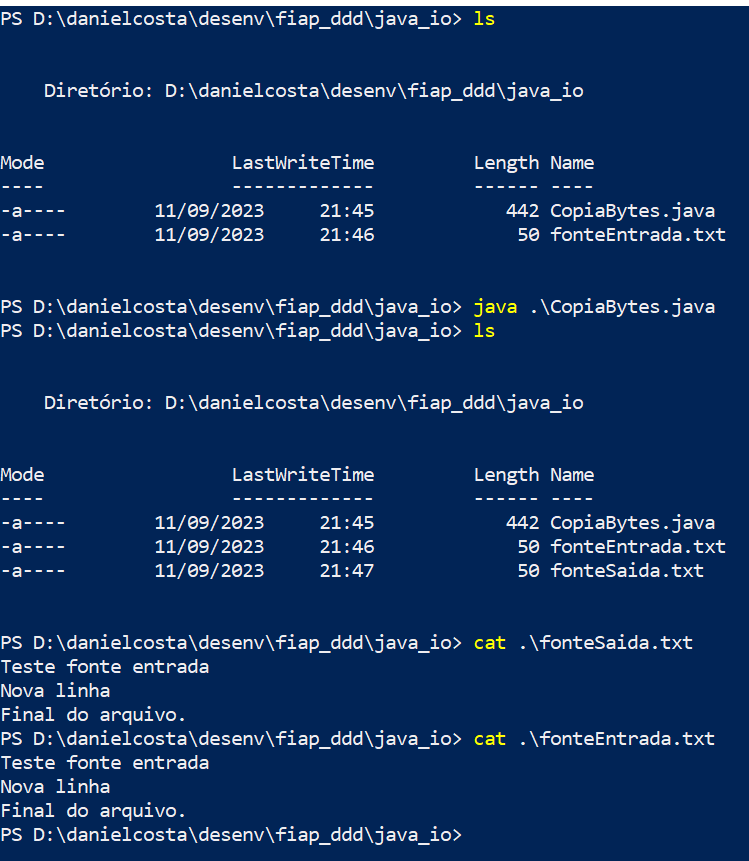 PS D:\danielcosta\desenv\fiap_ddd\java_io> ls
Diretório: D:\danielcosta\desenv\fiap_ddd\java_io
Mode                 LastWriteTime         Length Name
----                 -------------         ------ ----
-a----        11/09/2023     21:45            442 CopiaBytes.java
-a----        11/09/2023     21:46             50 fonteEntrada.txt
PS D:\danielcosta\desenv\fiap_ddd\java_io> java .\CopiaBytes.java
PS D:\danielcosta\desenv\fiap_ddd\java_io> ls
Diretório: D:\danielcosta\desenv\fiap_ddd\java_io
Mode                 LastWriteTime         Length Name
----                 -------------         ------ ----
-a----        11/09/2023     21:45            442 CopiaBytes.java
-a----        11/09/2023     21:46             50 fonteEntrada.txt
-a----        11/09/2023     21:47             50 fonteSaida.txt
PS D:\danielcosta\desenv\fiap_ddd\java_io> cat .\fonteSaida.txt
Teste fonte entrada
Nova linha
Final do arquivo.
PS D:\danielcosta\desenv\fiap_ddd\java_io> cat .\fonteEntrada.txt
Teste fonte entrada
Nova linha
Final do arquivo.
PS D:\danielcosta\desenv\fiap_ddd\java_io>